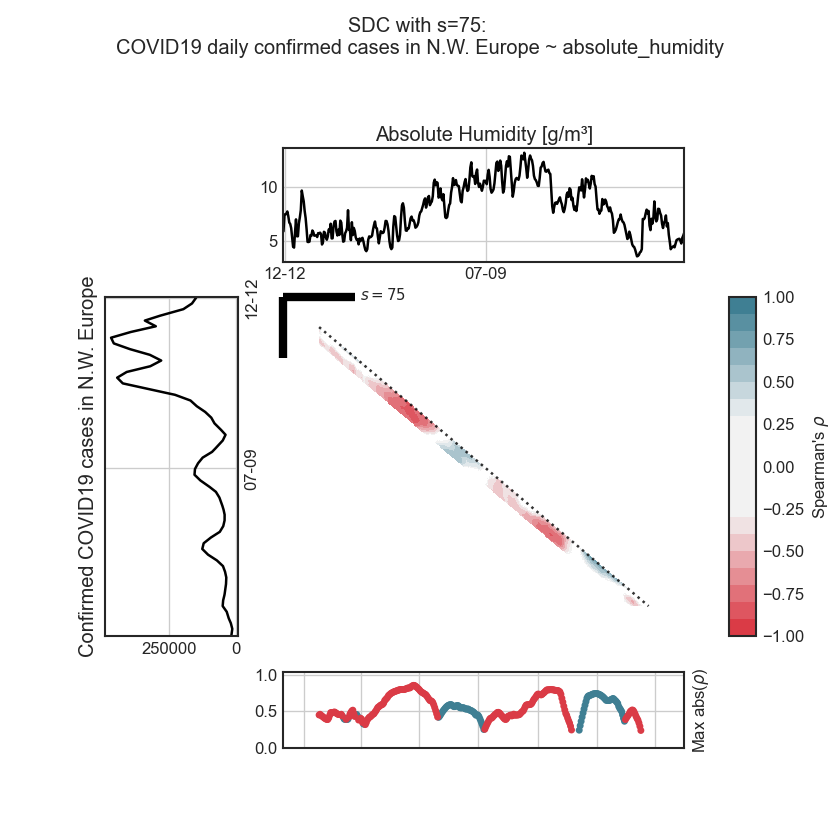 SDC with s=75:
COVID19 daily confirmed cases in N.W. Europe ~ absolute_humidity
Absolute Humidity [g/m³]
10
5
12-12
07-09
Confirmed COVID19 cases in N.W. Europe
12-12
07-09
250000
0
s = 75
1.00
0.75
0.50
0.25
0.00
−0.25
−0.50
−0.75
−1.00
Spearman's ρ
1.0
0.5
0.0
Max abs(ρ)